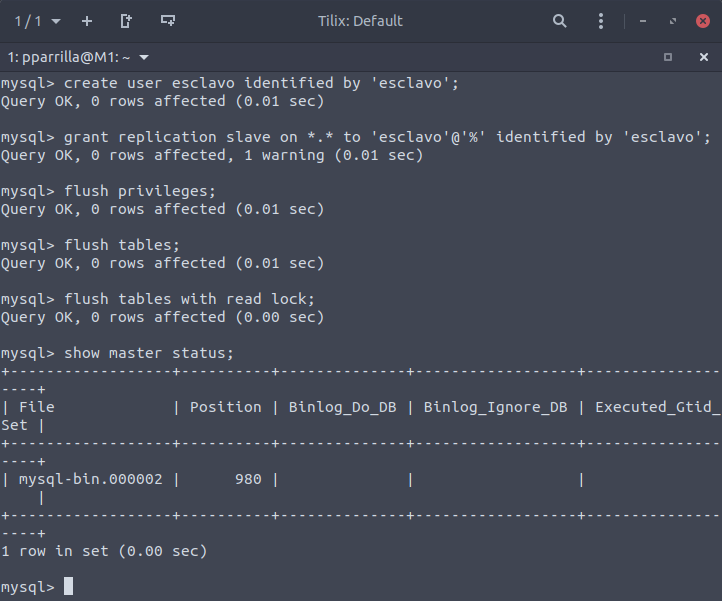 1 / 1
Tilix: Default
1: pparrilla@M1: ~
mysql> create user esclavo identified by 'esclavo';
Query OK, 0 rows affected (0.01 sec)
mysql> grant replication slave on *.* to 'esclavo'@'%' identified by 'esclavo';
Query OK, 0 rows affected, 1 warning (0.01 sec)
mysql> flush privileges;
Query OK, 0 rows affected (0.01 sec)
mysql> flush tables;
Query OK, 0 rows affected (0.01 sec)
mysql> flush tables with read lock;
Query OK, 0 rows affected (0.00 sec)
mysql> show master status;
+------------------+----------+--------------+------------------+---------------
----+
| File             | Position | Binlog_Do_DB | Binlog_Ignore_DB | Executed_Gtid_
Set |
+------------------+----------+--------------+------------------+---------------
----+
| mysql-bin.000002 |      980 |              |                  |
    |
+------------------+----------+--------------+------------------+---------------
----+
1 row in set (0.00 sec)
mysql>